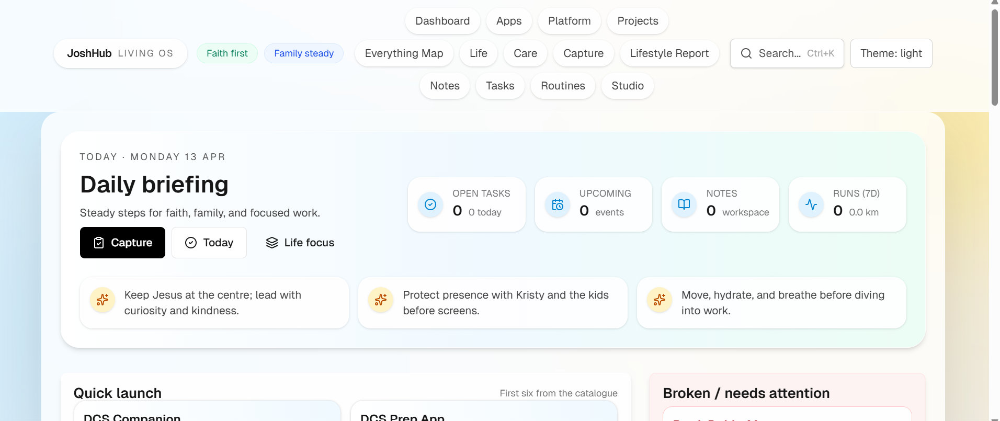 Dashboard Apps Platform Projects
JoshHub LIVING OS Faith first Family steady Everything Map Life Care Capture Lifestyle Report Search... Ctrl+K Theme: light
Notes Tasks Routines Studio
TODAY · MONDAY 13 APR
Daily briefing
Steady steps for faith, family, and focused work.
Capture Today Life focus
OPEN TASKS
0 0 today
UPCOMING
0 events
NOTES
0 workspace
RUNS (7D)
0 0.0 km
Keep Jesus at the centre; lead with
curiosity and kindness.
Protect presence with Kristy and the kids
before screens.
Move, hydrate, and breathe before diving
into work.
Quick launch First six from the catalogue
DCS Companion DCS Prep App
Broken / needs attention